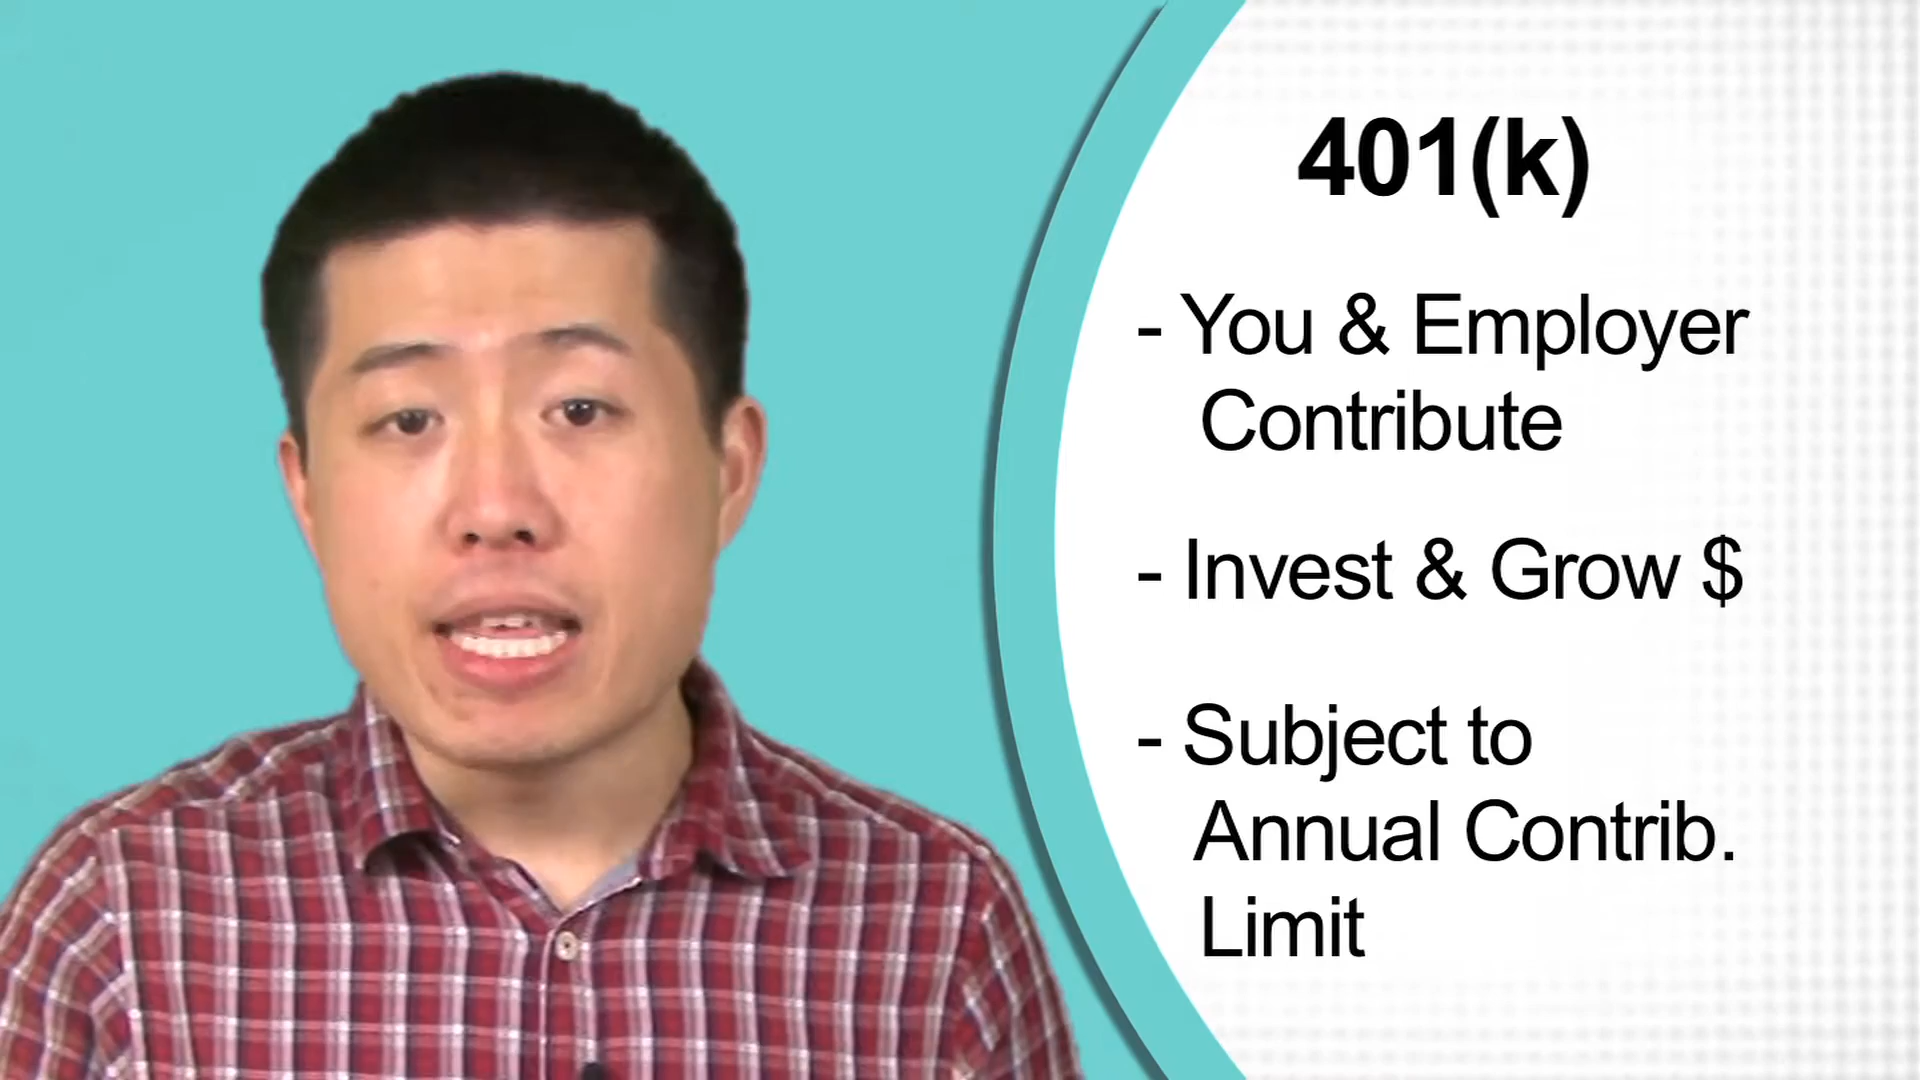 401(k)
- You & Employer
Contribute
- Invest & Grow $
- Subject to
Annual Contrib.
Limit